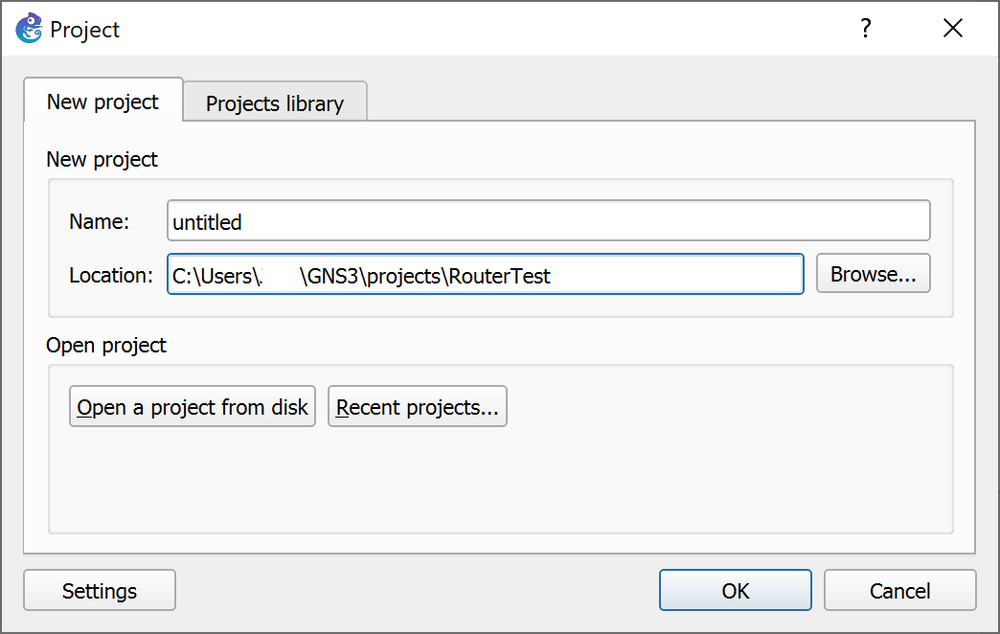 Project ?
New project Projects library
New project
Name: untitled
Location: C:\Users\ \GNS3\projects\RouterTest Browse...
Open project
Open a project from disk Recent projects...
Settings OK Cancel